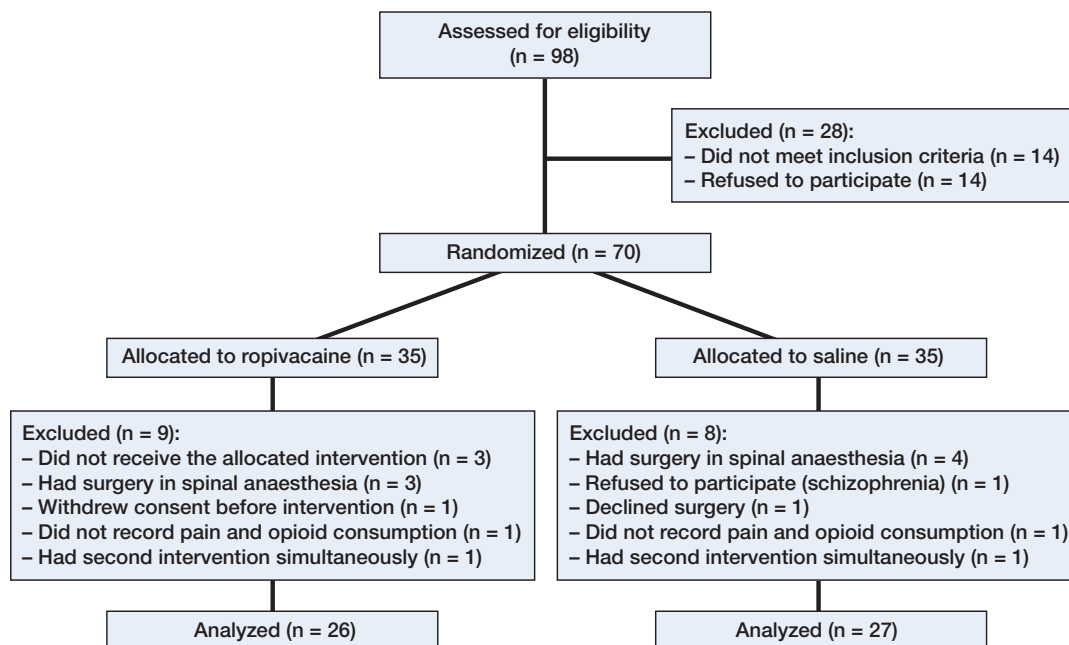 Assessed for eligibility
(n = 98)
Excluded (n = 28):
– Did not meet inclusion criteria (n = 14)
– Refused to participate (n = 14)
Randomized (n = 70)
Allocated to ropivacaine (n = 35)
Allocated to saline (n = 35)
Excluded (n = 9):
– Did not receive the allocated intervention (n = 3)
– Had surgery in spinal anaesthesia (n = 3)
– Withdrew consent before intervention (n = 1)
– Did not record pain and opioid consumption (n = 1)
– Had second intervention simultaneously (n = 1)
Excluded (n = 8):
– Had surgery in spinal anaesthesia (n = 4)
– Refused to participate (schizophrenia) (n = 1)
– Declined surgery (n = 1)
– Did not record pain and opioid consumption (n = 1)
– Had second intervention simultaneously (n = 1)
Analyzed (n = 26)
Analyzed (n = 27)